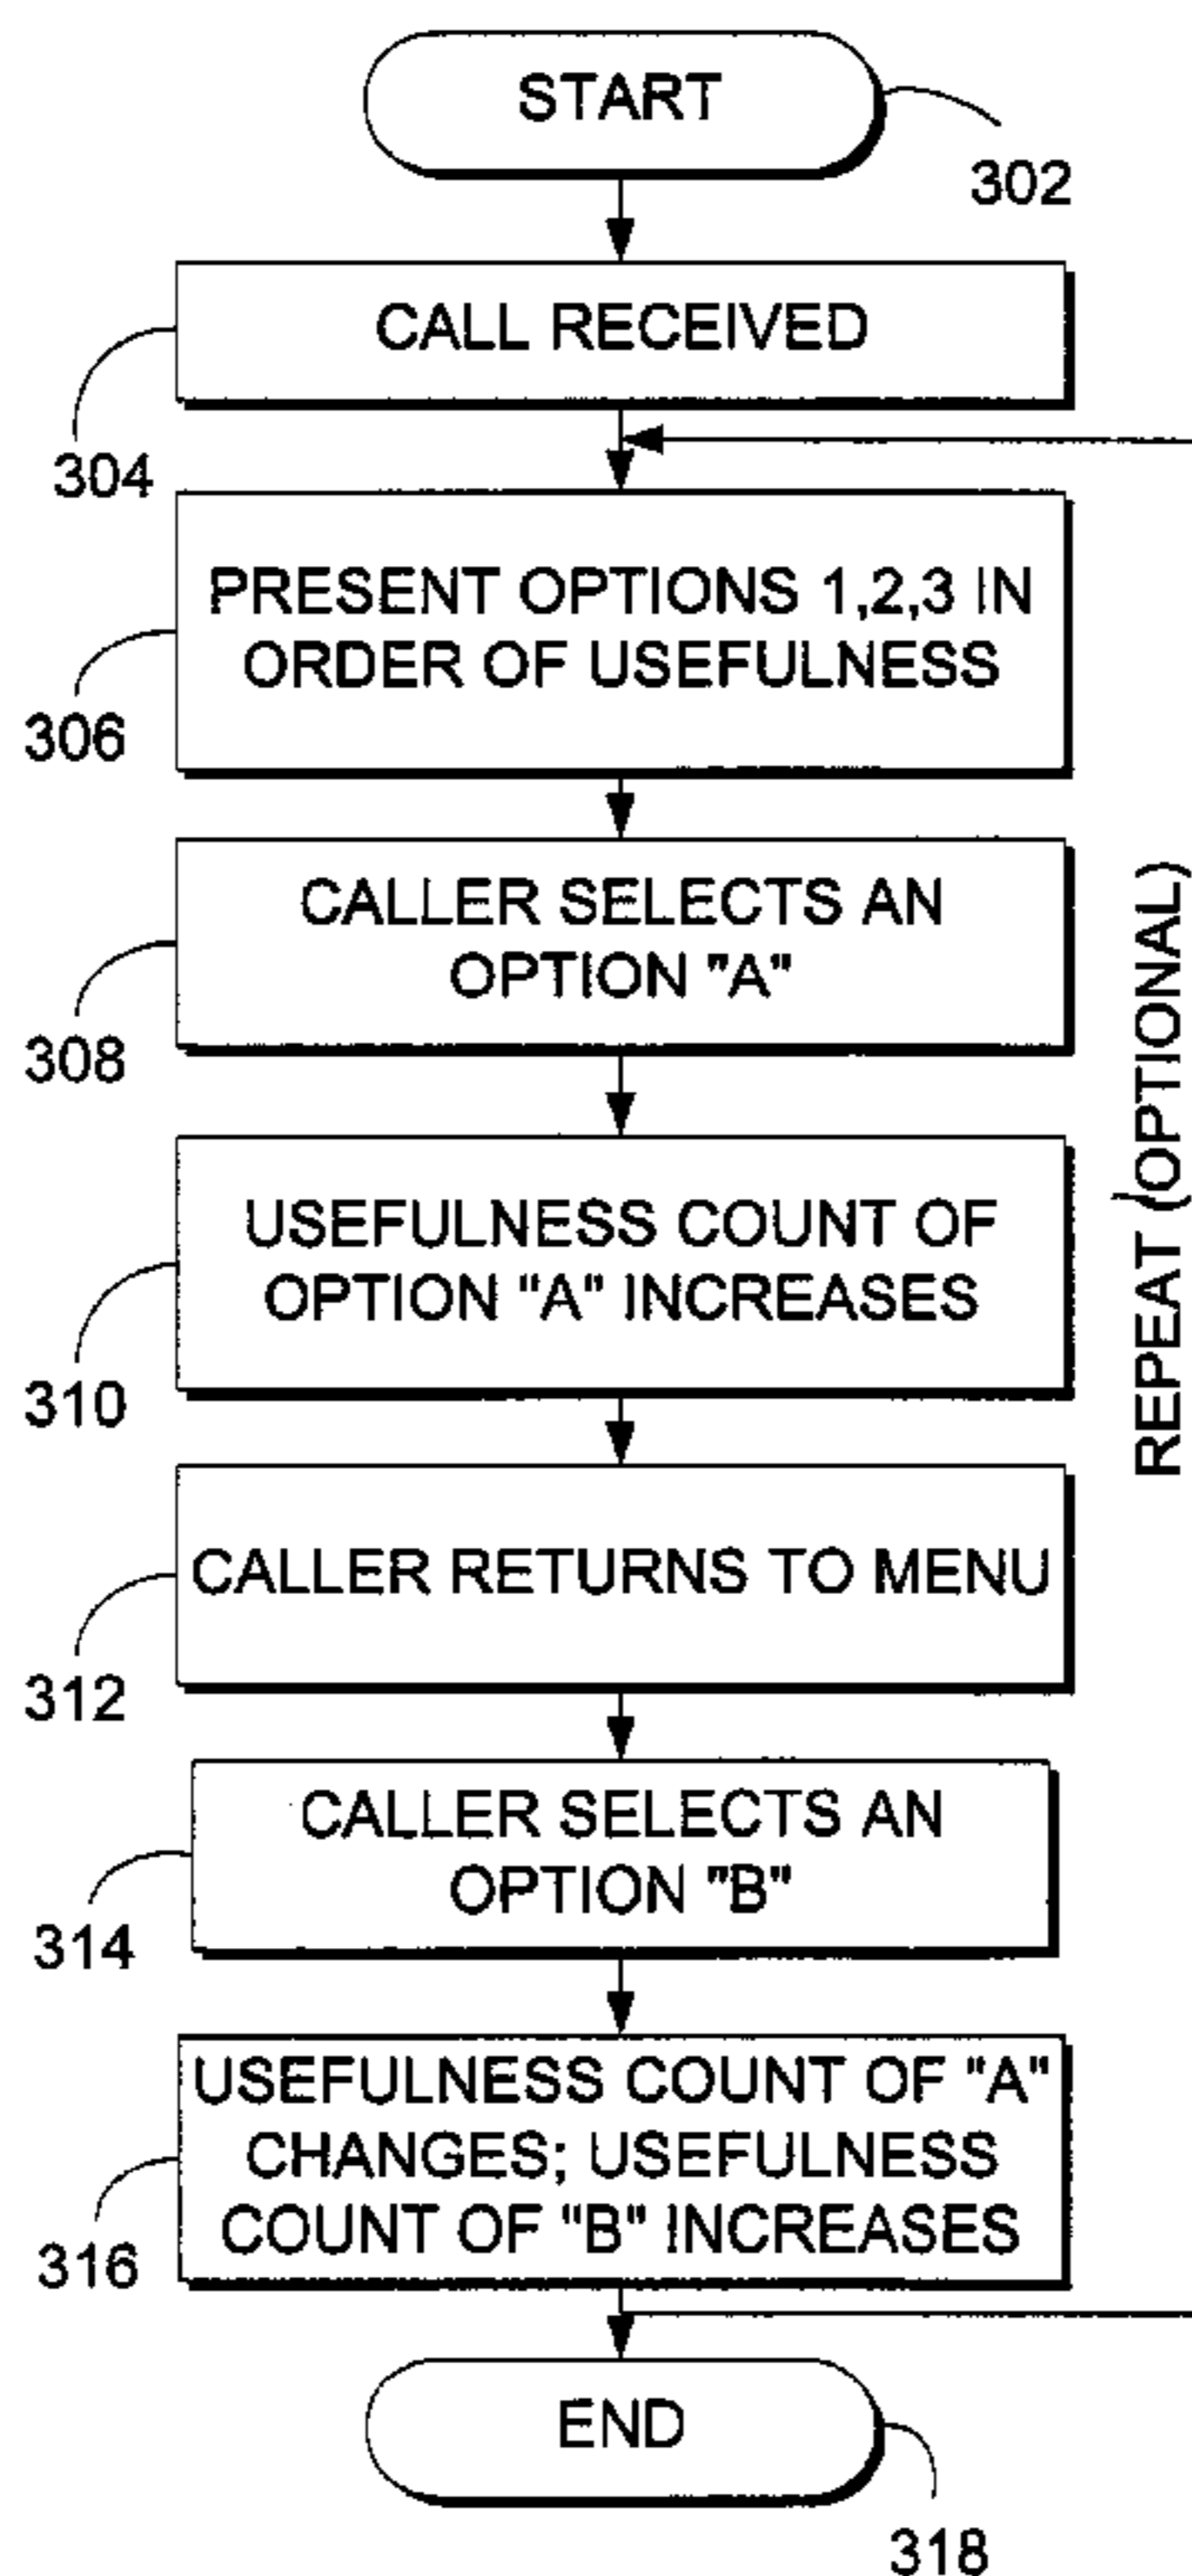 START
302
CALL RECEIVED
304
PRESENT OPTIONS 1,2,3 IN
ORDER OF USEFULNESS
306
CALLER SELECTS AN
OPTION "A"
308
USEFULNESS COUNT OF
OPTION "A" INCREASES
310
REPEAT (OPTIONAL)
CALLER RETURNS TO MENU
312
CALLER SELECTS AN
OPTION "B"
314
USEFULNESS COUNT OF "A"
CHANGES; USEFULNESS
COUNT OF "B" INCREASES
316
END
318